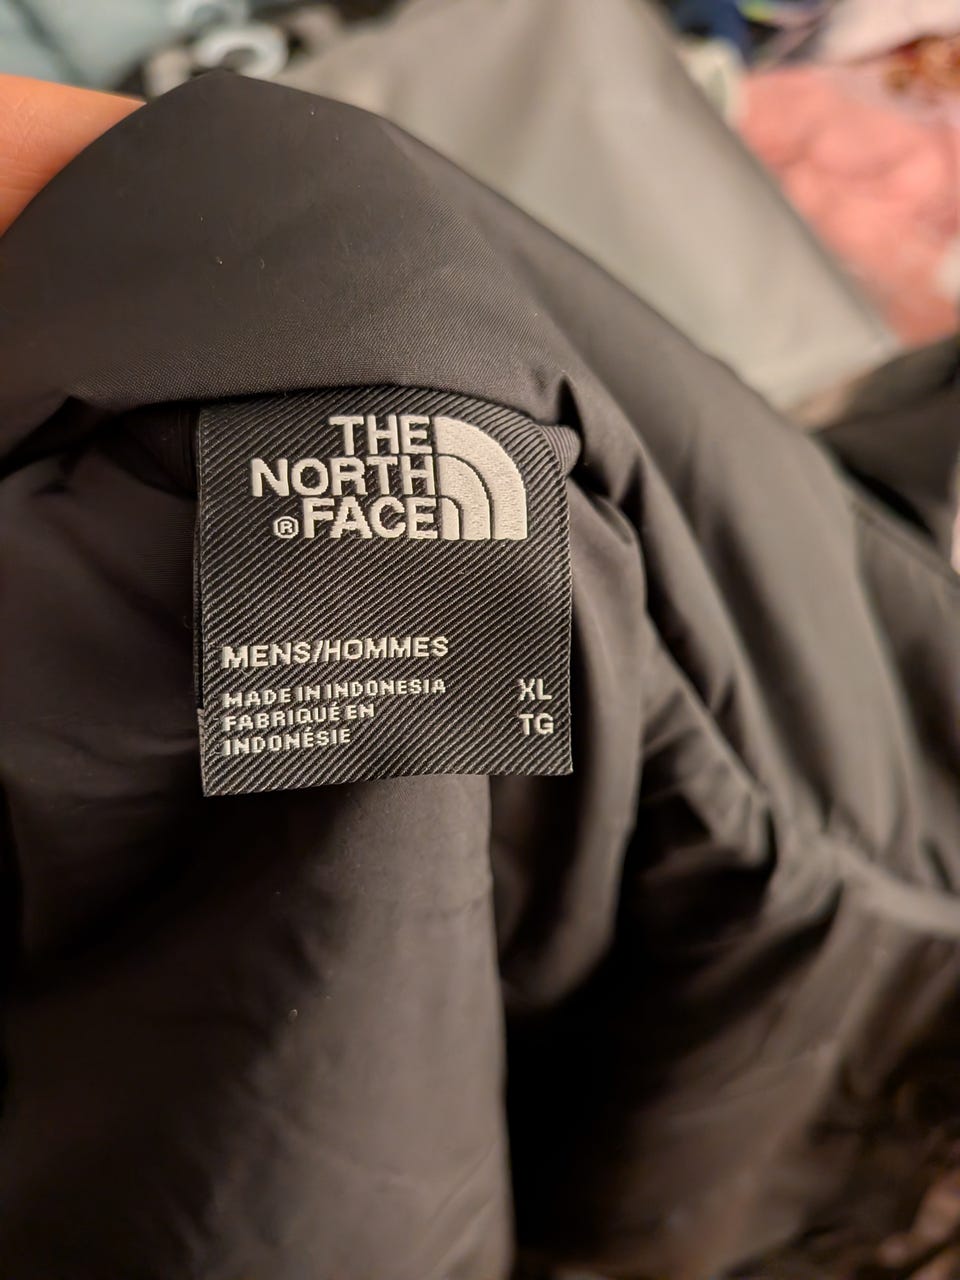 THE
NORTH
® FACE
MENS/HOMMES
MADE IN INDONESIA XL
FABRIQUÉ EN TG
INDONÉSIE